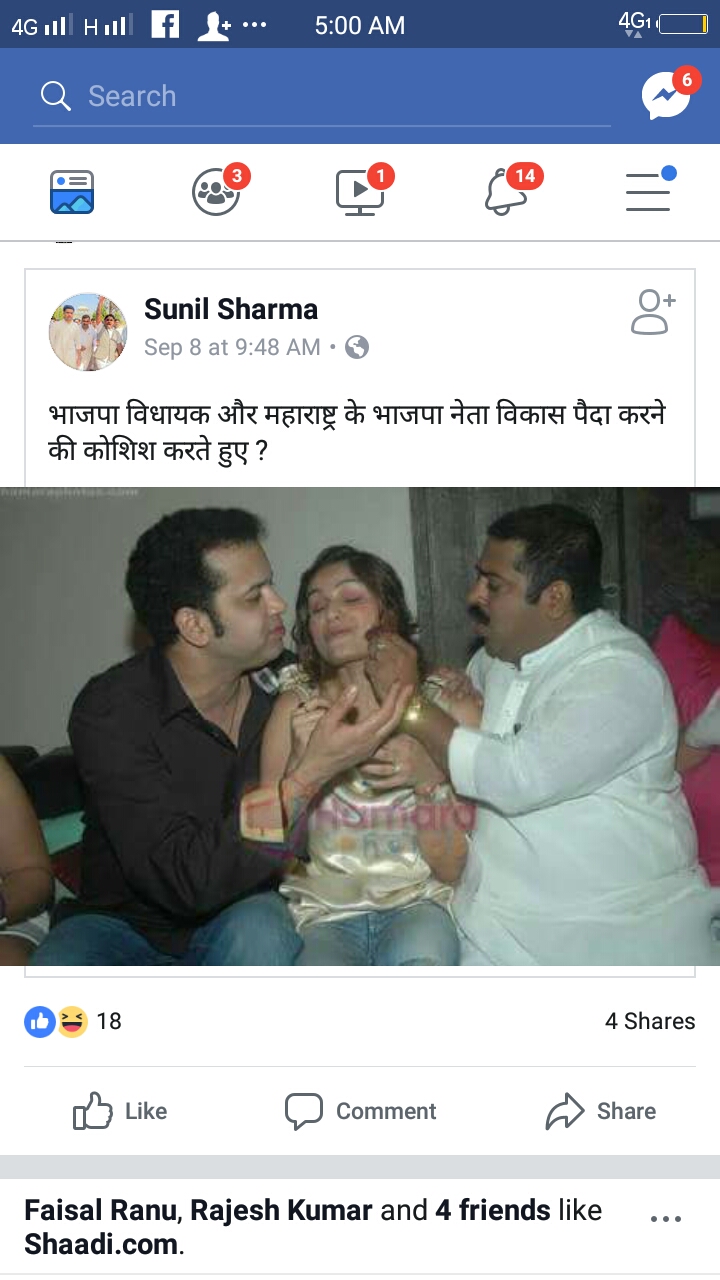 4G H 5:00 AM 4G1
Search 6
3 1 14
Sunil Sharma
Sep 8 at 9:48 AM •
भाजपा विधायक और महाराष्ट्र के भाजपा नेता विकास पैदा करने
की कोशिश करते हुए ?
Hamara
18 4 Shares
Like Comment Share
Faisal Ranu, Rajesh Kumar and 4 friends like
Shaadi.com.